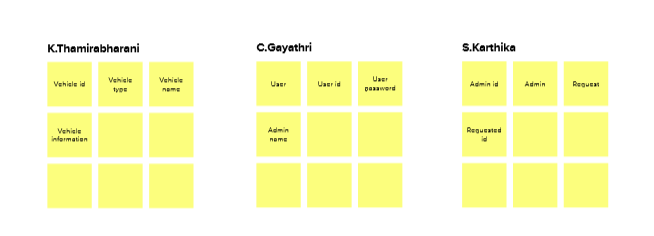 K.Thamirabharani
Vehicle id
Vehicle
type
Vehicle
name
Vehicle
information
C.Gayathri
User
User id
User
password
Admin
name
S.Karthika
Admin id
Admin
Request
Requested
id